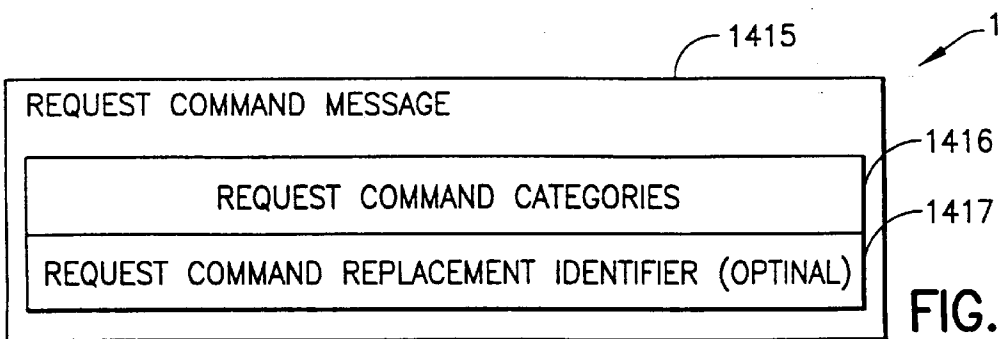 1415
1
REQUEST COMMAND MESSAGE
1416
REQUEST COMMAND CATEGORIES
1417
REQUEST COMMAND REPLACEMENT IDENTIFIER (OPTINAL)
FIG.